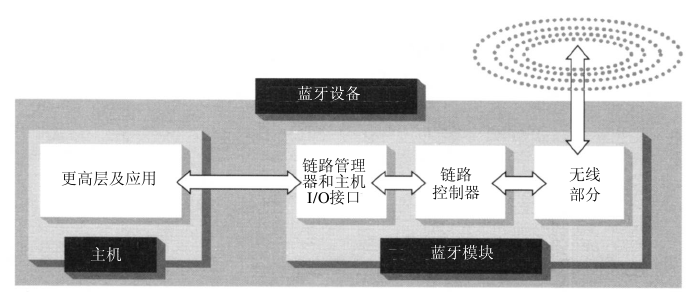 蓝牙设备
更高层及应用
链路管理
器和主机
I/O接口
链路
控制器
无线
部分
主机
蓝牙模块